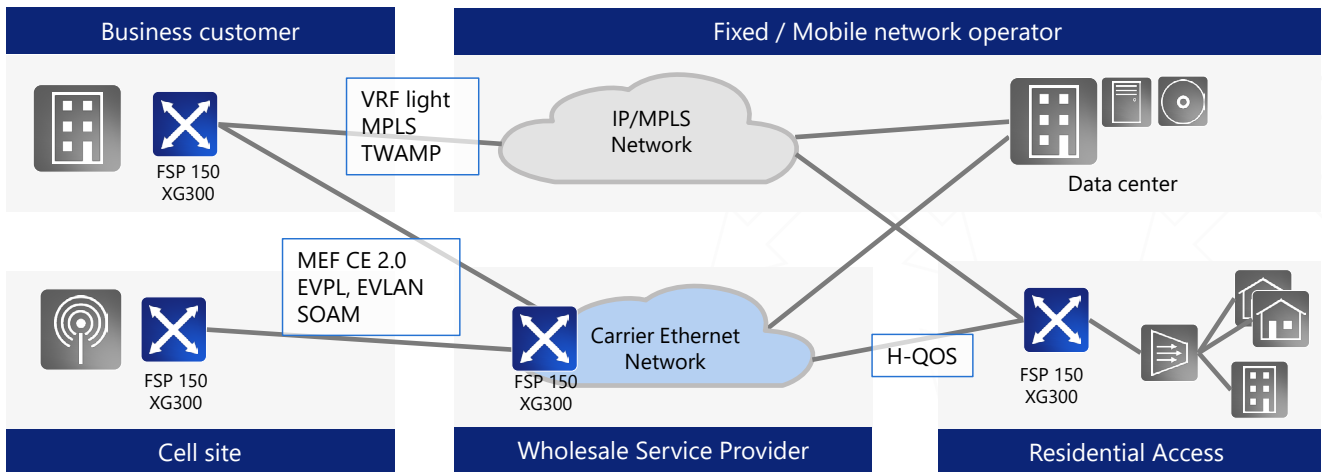 Business customer
Fixed / Mobile network operator
VRF light
MPLS
TWAMP
IP/MPLS
Network
FSP 150
XG300
Data center
MEF CE 2.0
EVPL, EVLAN
SOAM
Carrier Ethernet
Network
H-QOS
FSP 150
XG300
FSP 150
XG300
FSP 150
XG300
Cell site
Wholesale Service Provider
Residential Access